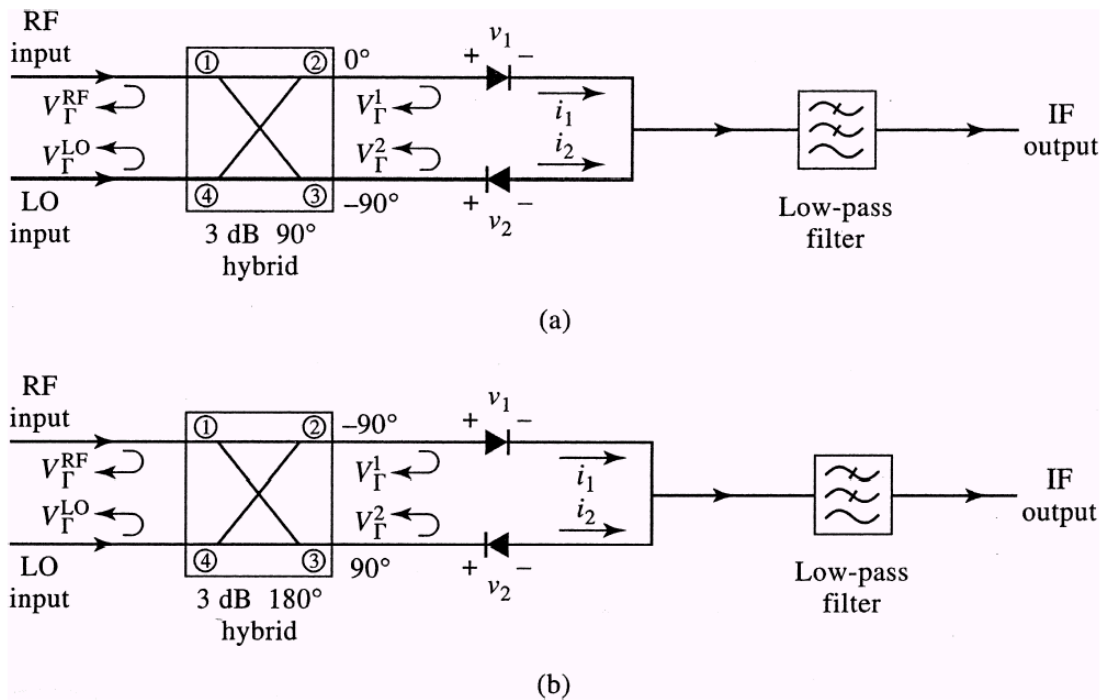 RF
input
① ② 0°
+ v₁ −
V_Γ^RF
V_Γ^1
i₁
V_Γ^LO
V_Γ^2
i₂
④ ③ −90°
+ v₂ −
LO
input
3 dB 90°
hybrid
Low-pass
filter
IF
output
(a)
RF
input
① ② −90°
+ v₁ −
V_Γ^RF
V_Γ^1
i₁
V_Γ^LO
V_Γ^2
i₂
④ ③ 90°
+ v₂ −
LO
input
3 dB 180°
hybrid
Low-pass
filter
IF
output
(b)